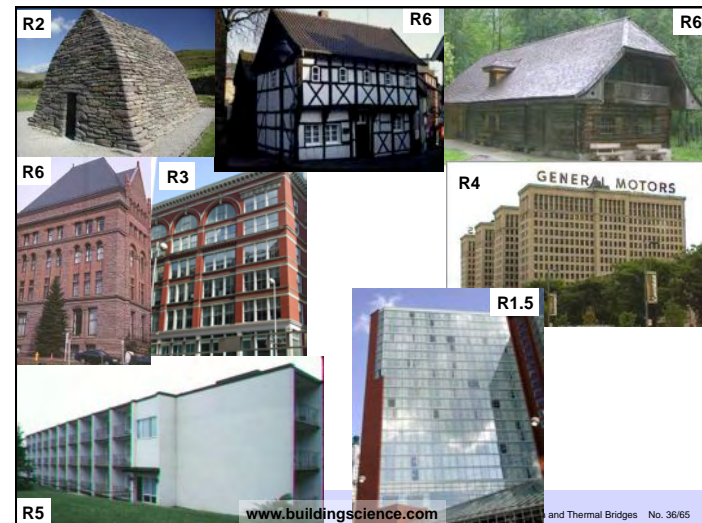 R2
R6
R6
R6
R3
R4
GENERAL MOTORS
R1.5
R5
www.buildingscience.com
and Thermal Bridges No. 36/65